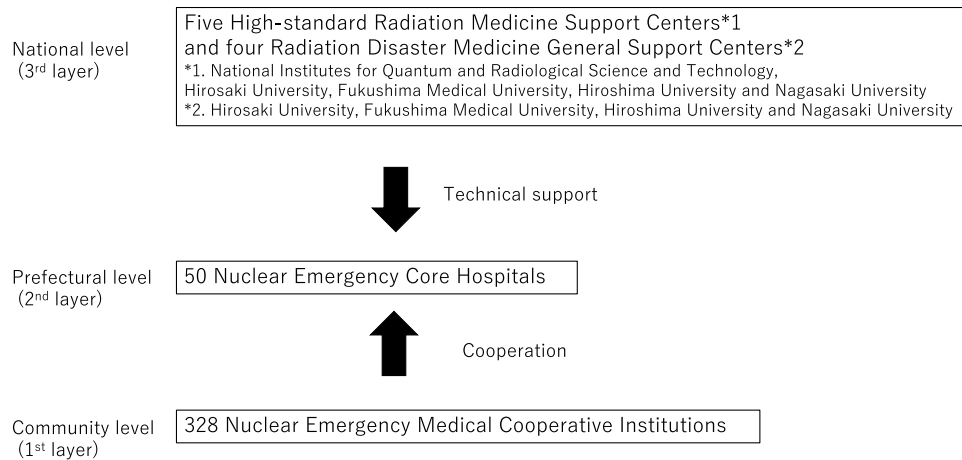 National level
(3rd layer)
Five High-standard Radiation Medicine Support Centers*1
and four Radiation Disaster Medicine General Support Centers*2
*1. National Institutes for Quantum and Radiological Science and Technology,
Hirosaki University, Fukushima Medical University, Hiroshima University and Nagasaki University
*2. Hirosaki University, Fukushima Medical University, Hiroshima University and Nagasaki University
Technical support
Prefectural level
(2nd layer)
50 Nuclear Emergency Core Hospitals
Cooperation
Community level
(1st layer)
328 Nuclear Emergency Medical Cooperative Institutions